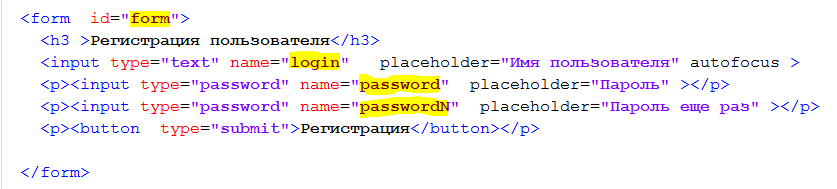 <form  id="form">
<h3 >Регистрация пользователя</h3>
<input type="text" name="login"   placeholder="Имя пользователя" autofocus >
<p><input type="password" name="password"  placeholder="Пароль" ></p>
<p><input type="password" name="passwordN"  placeholder="Пароль еще раз" ></p>
<p><button  type="submit">Регистрация</button></p>
</form>